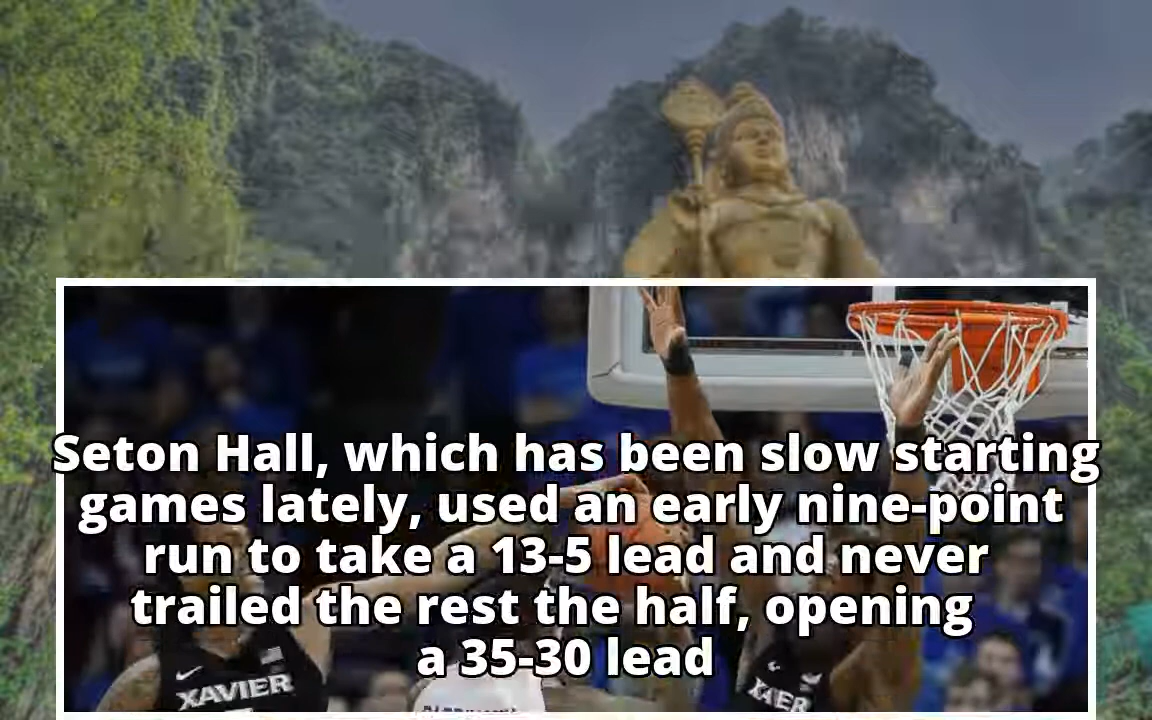 Seton Hall, which has been slow starting
games lately, used an early nine-point
run to take a 13-5 lead and never
trailed the rest the half, opening
a 35-30 lead
XAVIER